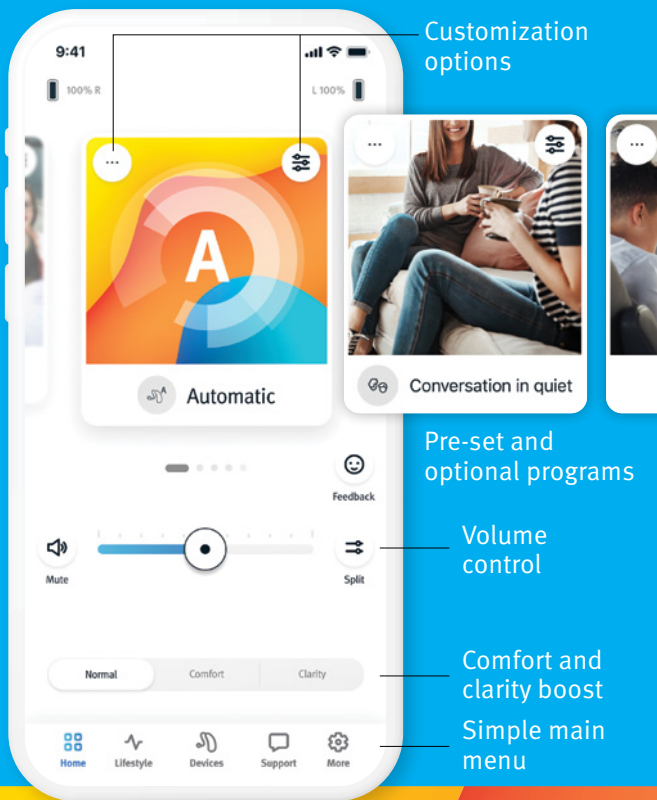 9:41
100% R
L 100%
Customization
options
...
...
...
A
A
Automatic
Conversation in quiet
Pre-set and
optional programs
Feedback
Mute
Split
Volume
control
Normal
Comfort
Clarity
Comfort and
clarity boost
Home
Lifestyle
Devices
Support
More
Simple main
menu